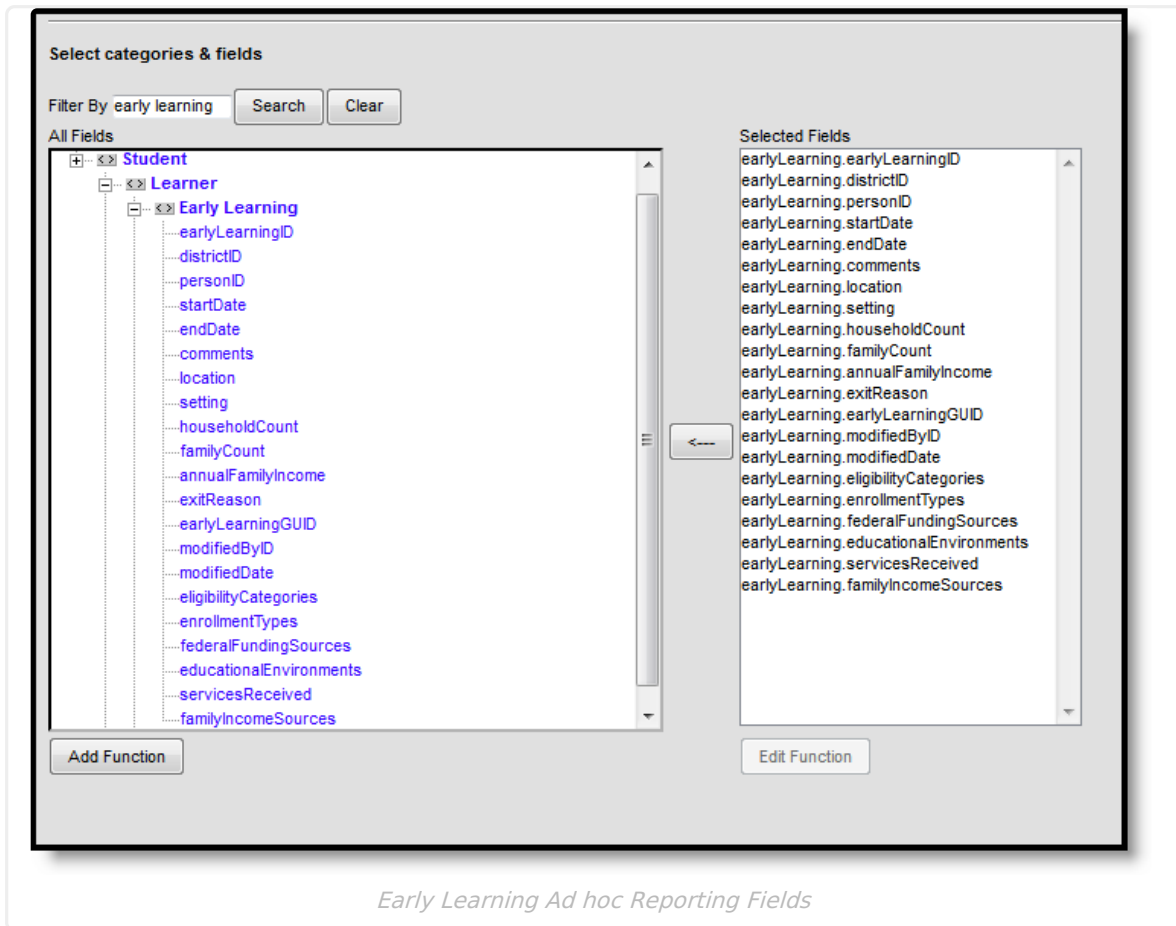 Select categories & fields
Filter By early learning Search Clear
All Fields
Student
Learner
Early Learning
earlyLearningID
districtID
personID
startDate
endDate
comments
location
setting
householdCount
familyCount
annualFamilyIncome
exitReason
earlyLearningGUID
modifiedByID
modifiedDate
eligibilityCategories
enrollmentTypes
federalFundingSources
educationalEnvironments
servicesReceived
familyIncomeSources
Add Function
<---
Selected Fields
earlyLearning.earlyLearningID
earlyLearning.districtID
earlyLearning.personID
earlyLearning.startDate
earlyLearning.endDate
earlyLearning.comments
earlyLearning.location
earlyLearning.setting
earlyLearning.householdCount
earlyLearning.familyCount
earlyLearning.annualFamilyIncome
earlyLearning.exitReason
earlyLearning.earlyLearningGUID
earlyLearning.modifiedByID
earlyLearning.modifiedDate
earlyLearning.eligibilityCategories
earlyLearning.enrollmentTypes
earlyLearning.federalFundingSources
earlyLearning.educationalEnvironments
earlyLearning.servicesReceived
earlyLearning.familyIncomeSources
Edit Function
Early Learning Ad hoc Reporting Fields